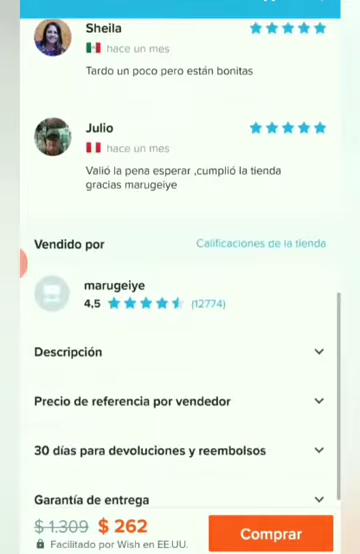 Sheila
hace un mes
Tardo un poco pero están bonitas
Julio
hace un mes
Valió la pena esperar ,cumplió la tienda
gracias marugeiye
Vendido por
Calificaciones de la tienda
marugeiye
4,5 (12774)
Descripción
Precio de referencia por vendedor
30 días para devoluciones y reembolsos
Garantía de entrega
$ 1.309 $ 262
Facilitado por Wish en EE.UU.
Comprar